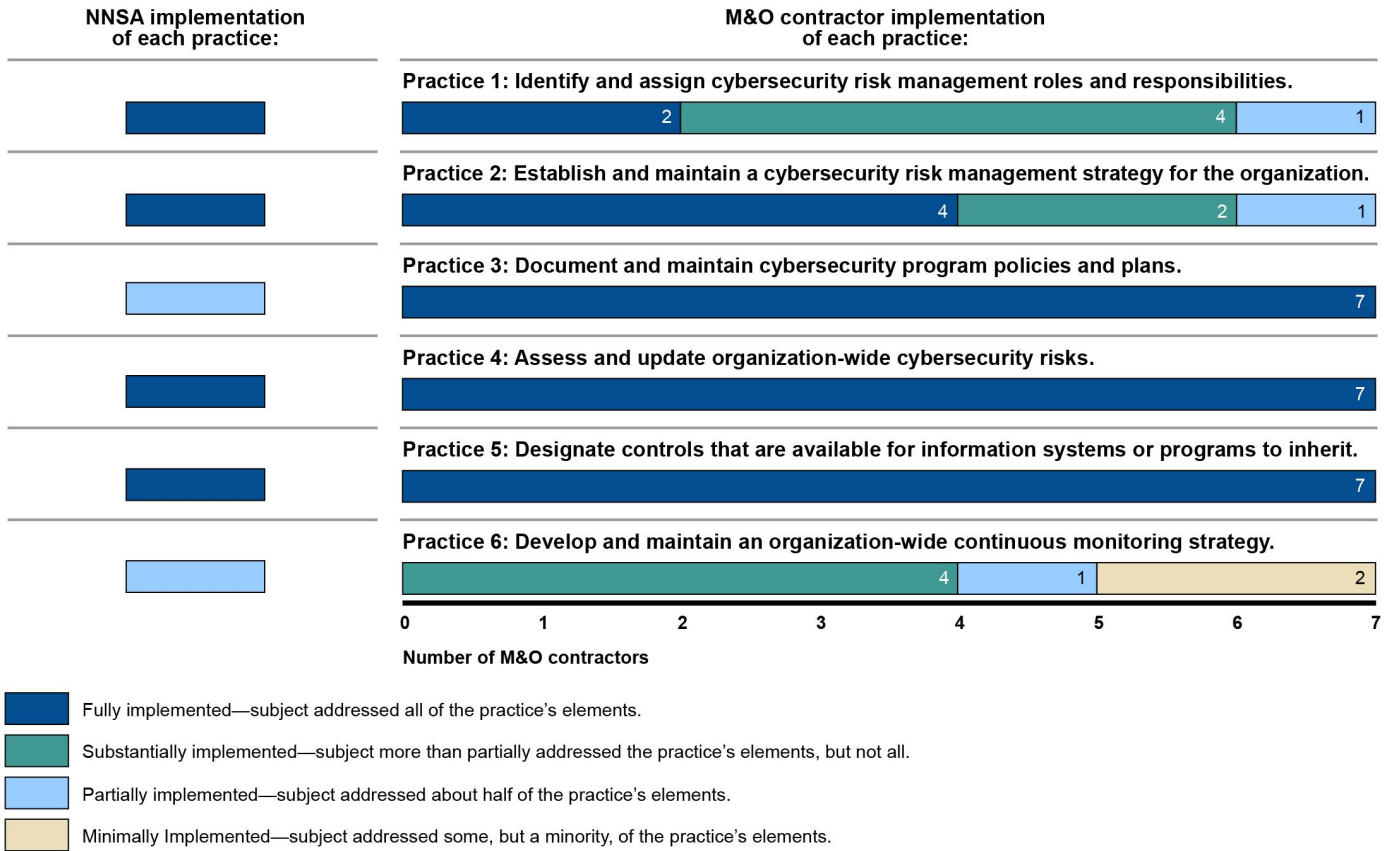 NNSA implementation
of each practice:
M&O contractor implementation
of each practice:
Practice 1: Identify and assign cybersecurity risk management roles and responsibilities.
2 4 1
Practice 2: Establish and maintain a cybersecurity risk management strategy for the organization.
4 2 1
Practice 3: Document and maintain cybersecurity program policies and plans.
7
Practice 4: Assess and update organization-wide cybersecurity risks.
7
Practice 5: Designate controls that are available for information systems or programs to inherit.
7
Practice 6: Develop and maintain an organization-wide continuous monitoring strategy.
4 1 2
0 1 2 3 4 5 6 7
Number of M&O contractors
Fully implemented—subject addressed all of the practice’s elements.
Substantially implemented—subject more than partially addressed the practice’s elements, but not all.
Partially implemented—subject addressed about half of the practice’s elements.
Minimally Implemented—subject addressed some, but a minority, of the practice’s elements.